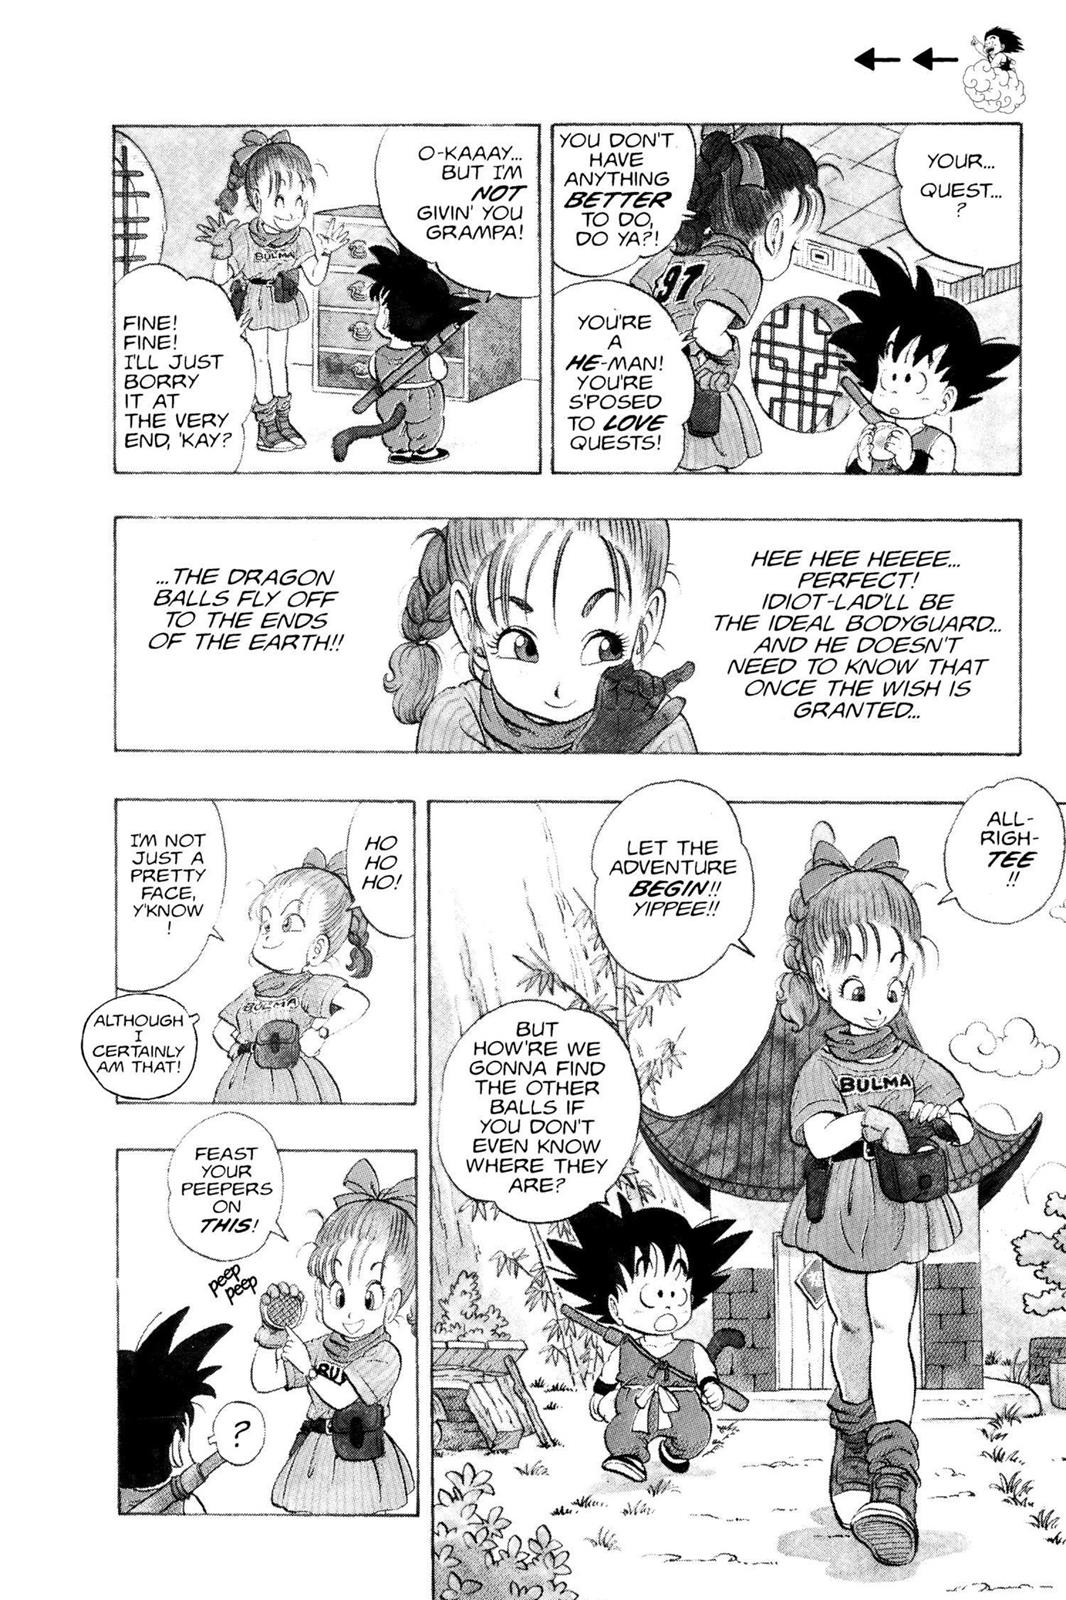 YOUR...
QUEST...
?
YOU DON'T
HAVE
ANYTHING
BETTER
TO DO,
DO YA?!
YOU'RE
A
HE-MAN!
YOU'RE
S'POSED
TO LOVE
QUESTS!
97
O-KAAAY...
BUT I'M
NOT
GIVIN' YOU
GRAMPA!
BULMA
FINE!
FINE!
I'LL JUST
BORRY
IT AT
THE VERY
END, 'KAY?
HEE HEE HEEEE...
PERFECT!
IDIOT-LAD'LL BE
THE IDEAL BODYGUARD...
AND HE DOESN'T
NEED TO KNOW THAT
ONCE THE WISH IS
GRANTED...
...THE DRAGON
BALLS FLY OFF
TO THE ENDS
OF THE EARTH!!
ALL-
RIGH-
TEE
!!
LET THE
ADVENTURE
BEGIN!!
YIPPEE!!
BULMA
BUT
HOW'RE WE
GONNA FIND
THE OTHER
BALLS IF
YOU DON'T
EVEN KNOW
WHERE THEY
ARE?
HO
HO
HO!
I'M NOT
JUST A
PRETTY
FACE,
Y'KNOW
!
BULMA
ALTHOUGH
I
CERTAINLY
AM THAT!
FEAST
YOUR
PEEPERS
ON
THIS!
peep
peep
BUL
?